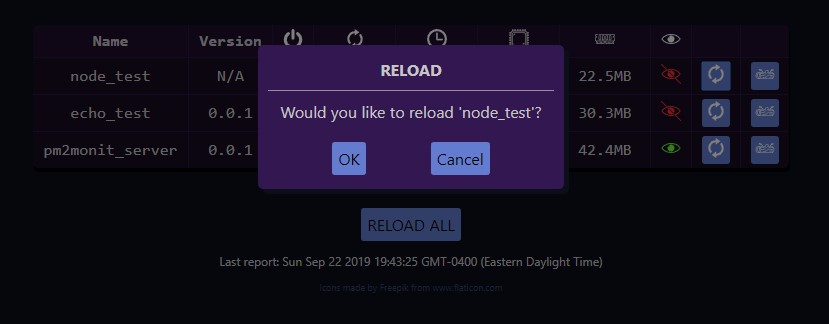 Name Version
node_test N/A 22.5MB
echo_test 0.0.1 30.3MB
pm2monit_server 0.0.1 42.4MB
RELOAD
Would you like to reload 'node_test'?
OK Cancel
RELOAD ALL
Last report: Sun Sep 22 2019 19:43:25 GMT-0400 (Eastern Daylight Time)
Icons made by Freepik from www.flaticon.com